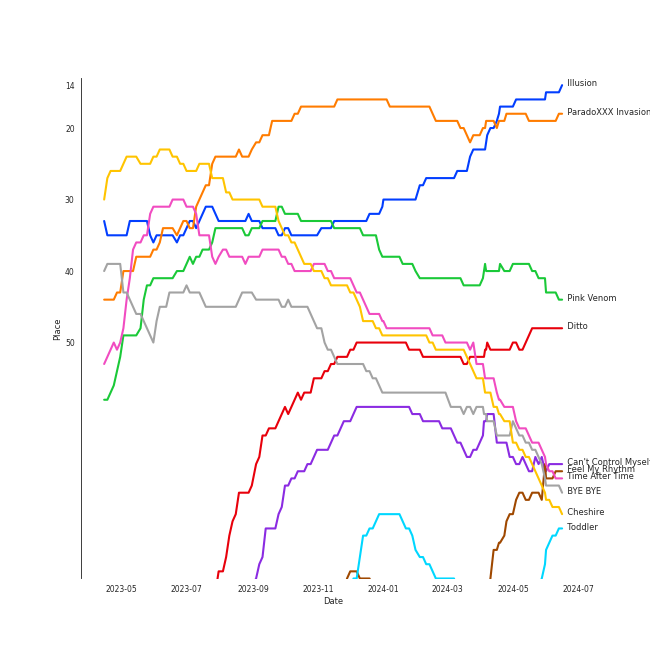 14
20
30
40
50
Place
Illusion
ParadoXXX Invasion
Pink Venom
Ditto
Can't Control Myself
Feel My Rhythm
Time After Time
BYE BYE
Cheshire
Toddler
2023-05
2023-07
2023-09
2023-11
2024-01
2024-03
2024-05
2024-07
Date